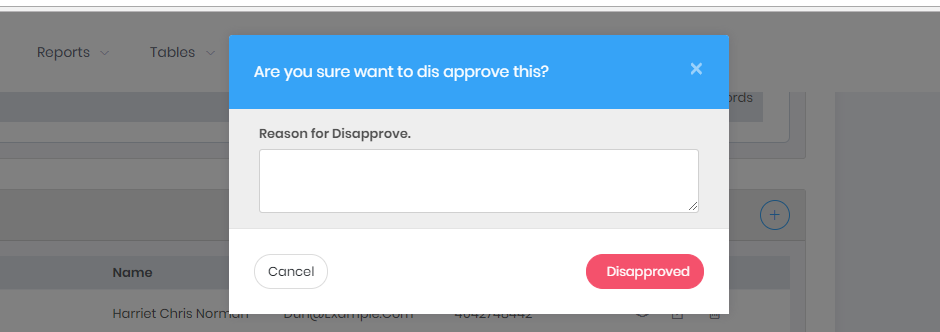 Reports Tables
Are you sure want to dis approve this?
Reason for Disapprove.
Cancel Disapproved
Name
Harriet Chris Norman